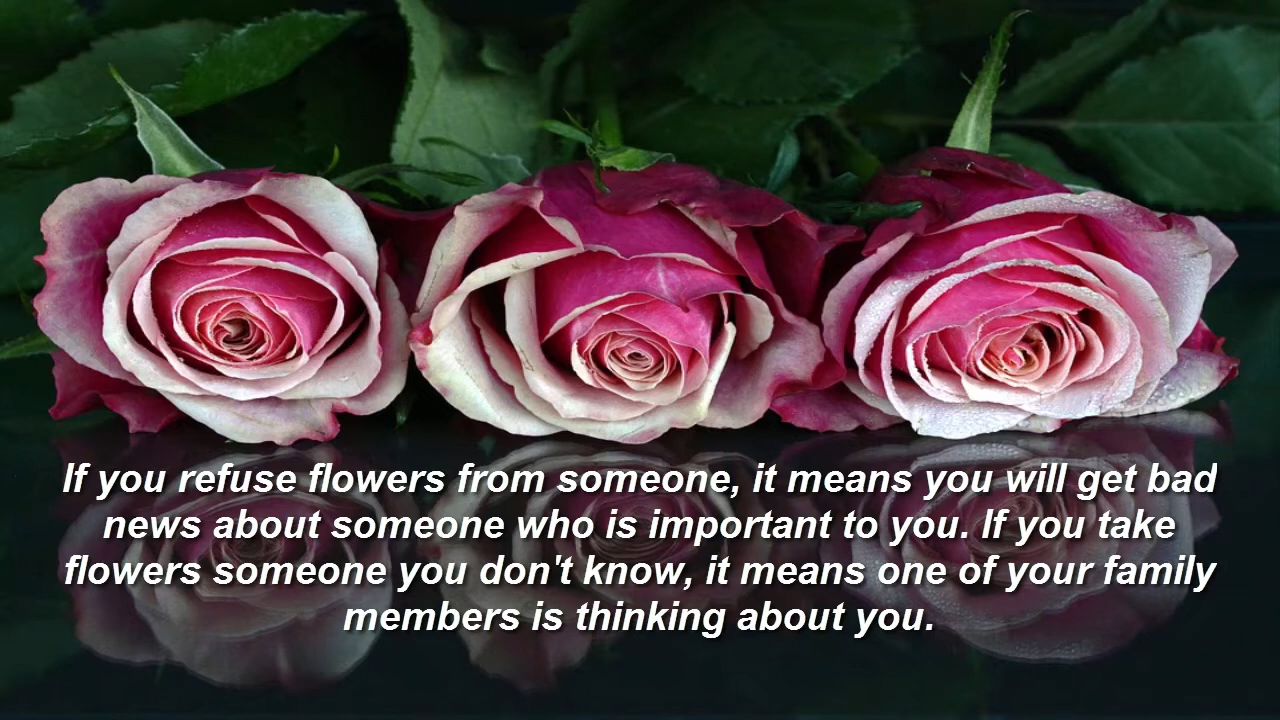 If you refuse flowers from someone, it means you will get bad
news about someone who is important to you. If you take
flowers someone you don't know, it means one of your family
members is thinking about you.